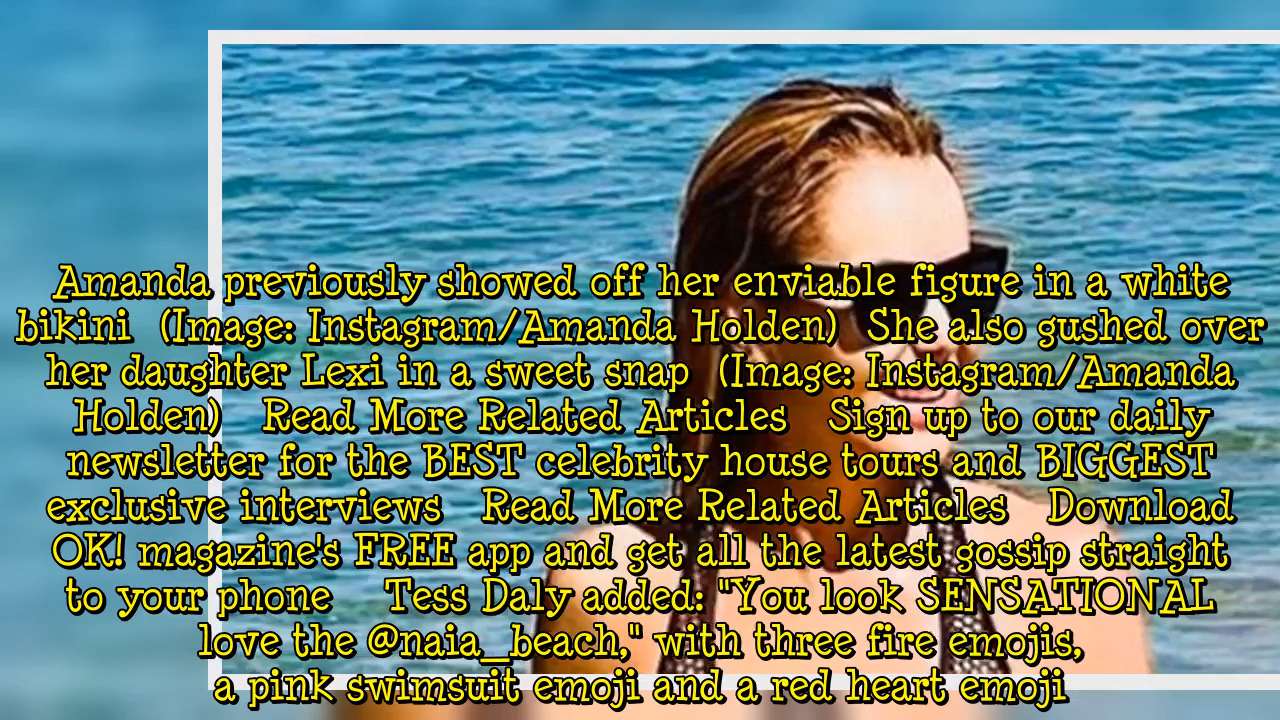 Amanda previously showed off her enviable figure in a white
bikini (Image: Instagram/Amanda Holden) She also gushed over
her daughter Lexi in a sweet snap (Image: Instagram/Amanda
Holden) Read More Related Articles Sign up to our daily
newsletter for the BEST celebrity house tours and BIGGEST
exclusive interviews Read More Related Articles Download
OK! magazine's FREE app and get all the latest gossip straight
to your phone Tess Daly added: "You look SENSATIONAL
love the @naia_beach," with three fire emojis,
a pink swimsuit emoji and a red heart emoji